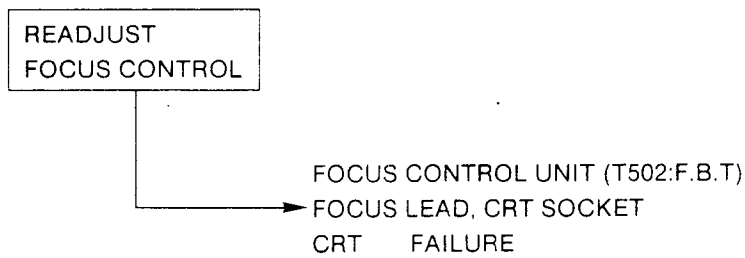 READJUST
FOCUS CONTROL
FOCUS CONTROL UNIT (T502:F.B.T)
FOCUS LEAD, CRT SOCKET
CRT FAILURE